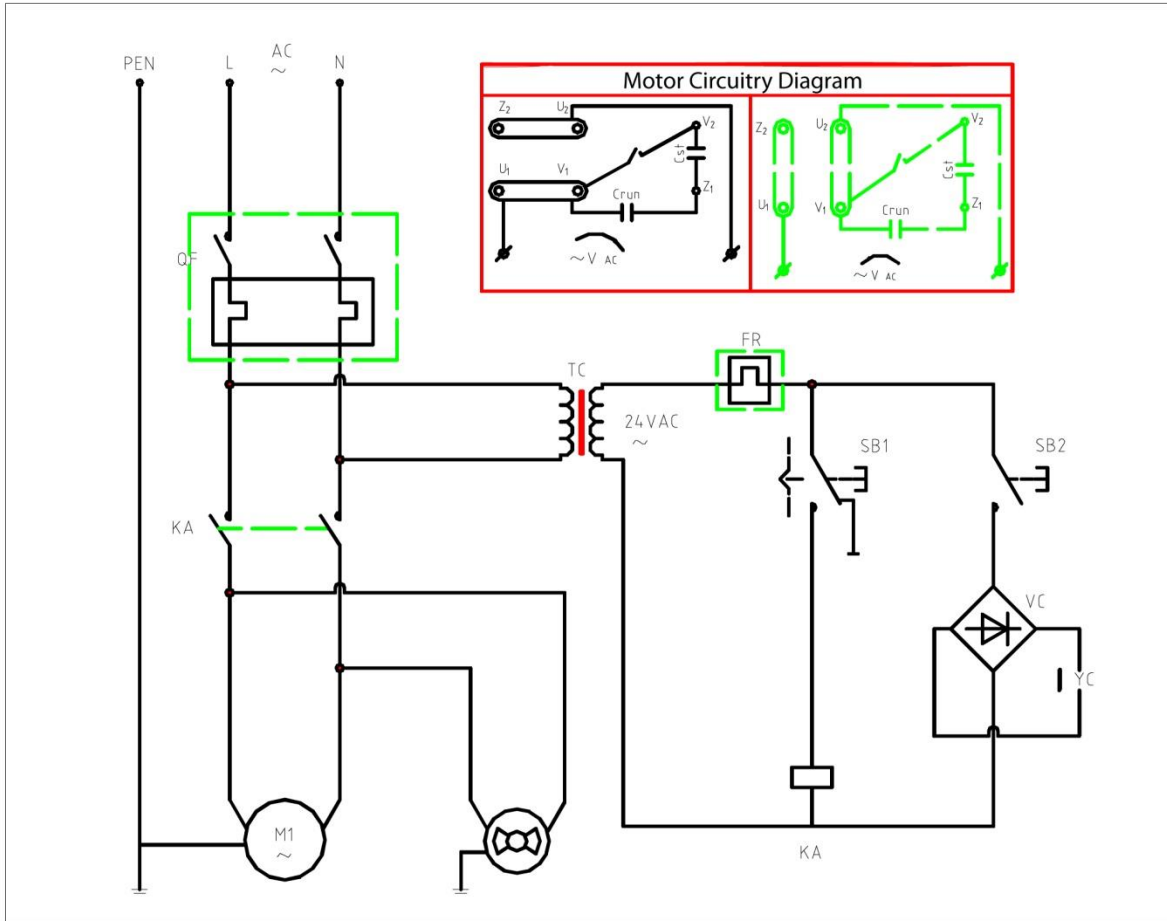 PEN L AC N
~
Motor Circuitry Diagram
Z2 U2 V2
Cst
U1 V1 Z1
Crun
~V AC
Z2 U2 V2
Cst
U1 V1 Z1
Crun
~V AC
QF
TC
FR
24VAC
~
SB1
SB2
KA
VC
YC
M1
~
KA